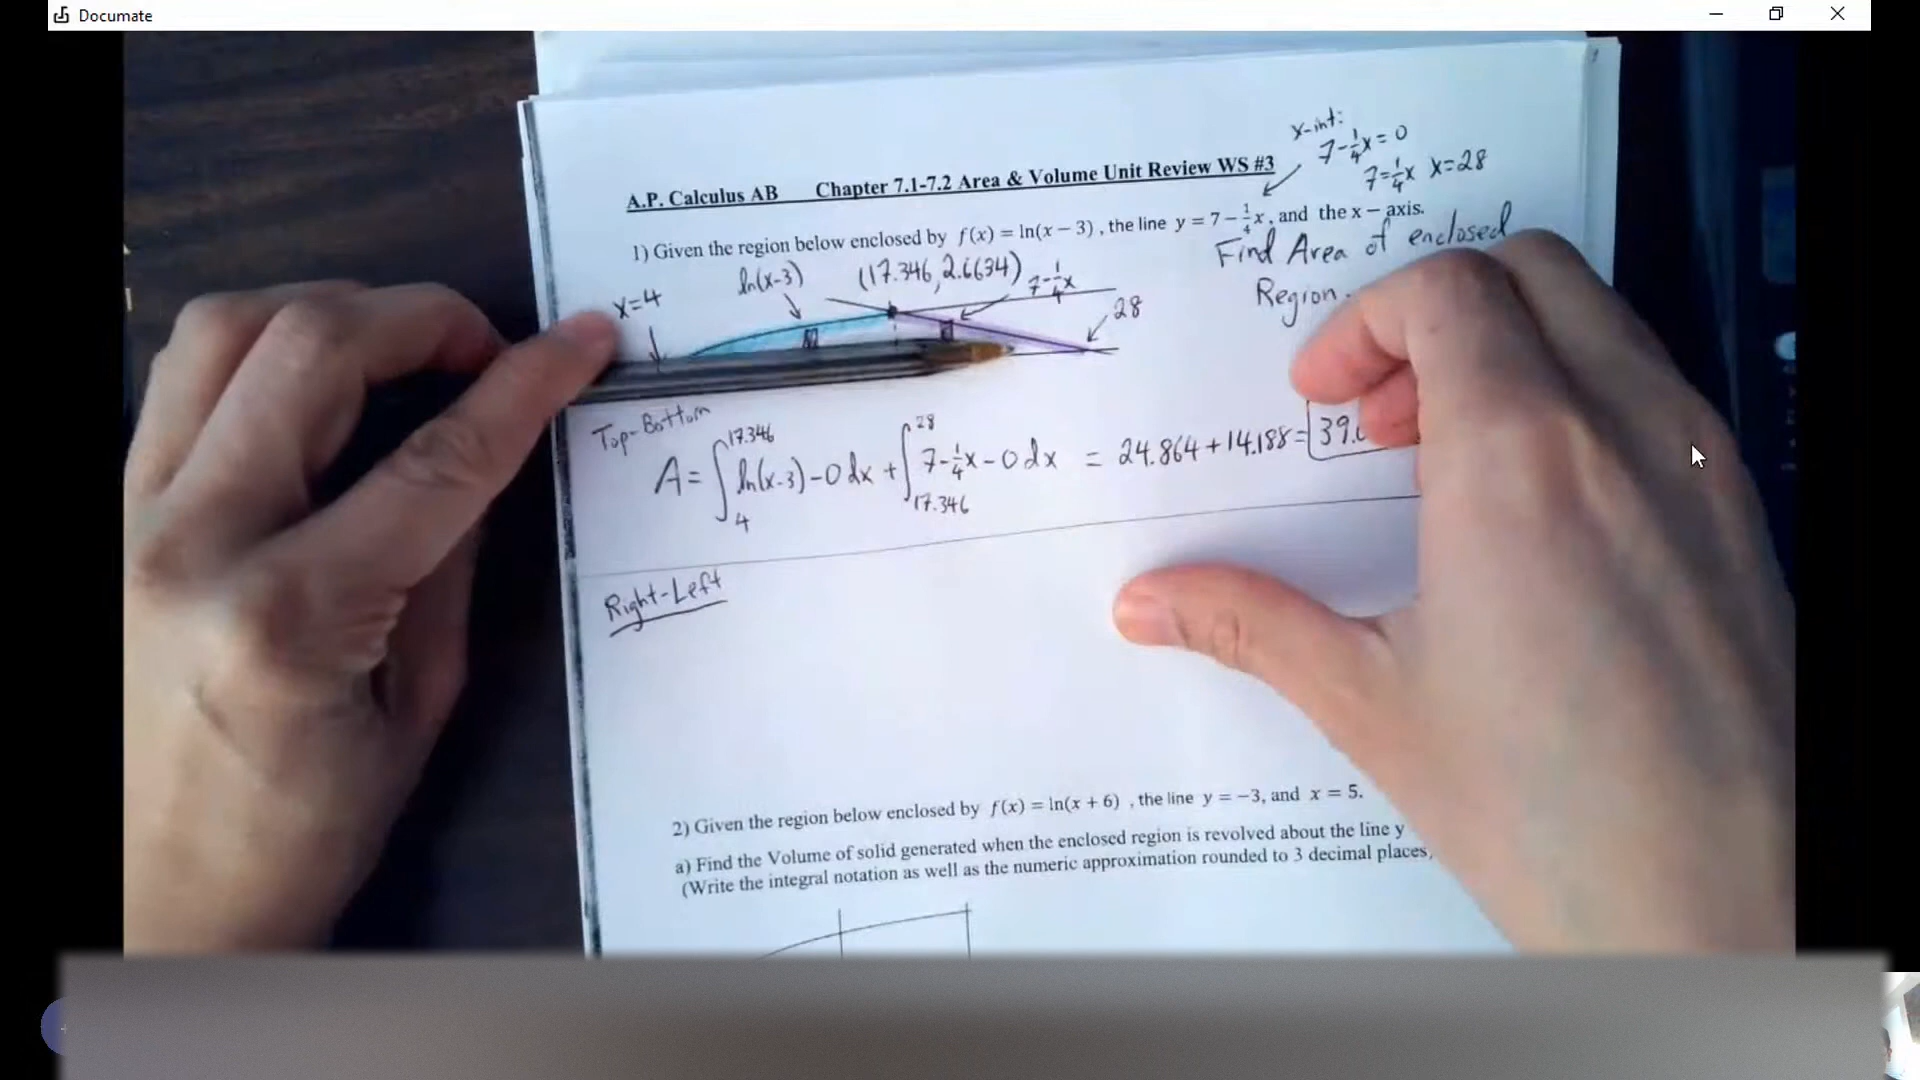 Documate
x-int:
7-1/4x=0
7=1/4x x=28
A.P. Calculus AB Chapter 7.1-7.2 Area & Volume Unit Review WS #3
1) Given the region below enclosed by f(x) = ln(x − 3) , the line y = 7 − 1/4 x , and the x − axis.
Find Area of enclosed
Region.
x=4
ln(x-3)
(17.346, 2.6634)
7-1/4x
28
Top-Bottom
A= ∫ 4 17.346 ln(x-3)-0 dx + ∫ 17.346 28 7-1/4x-0 dx = 24.864+14.188=
Right-Left
2) Given the region below enclosed by f(x) = ln(x + 6) , the line y = −3, and x = 5.
a) Find the Volume of solid generated when the enclosed region is revolved about the line y
(Write the integral notation as well as the numeric approximation rounded to 3 decimal places,